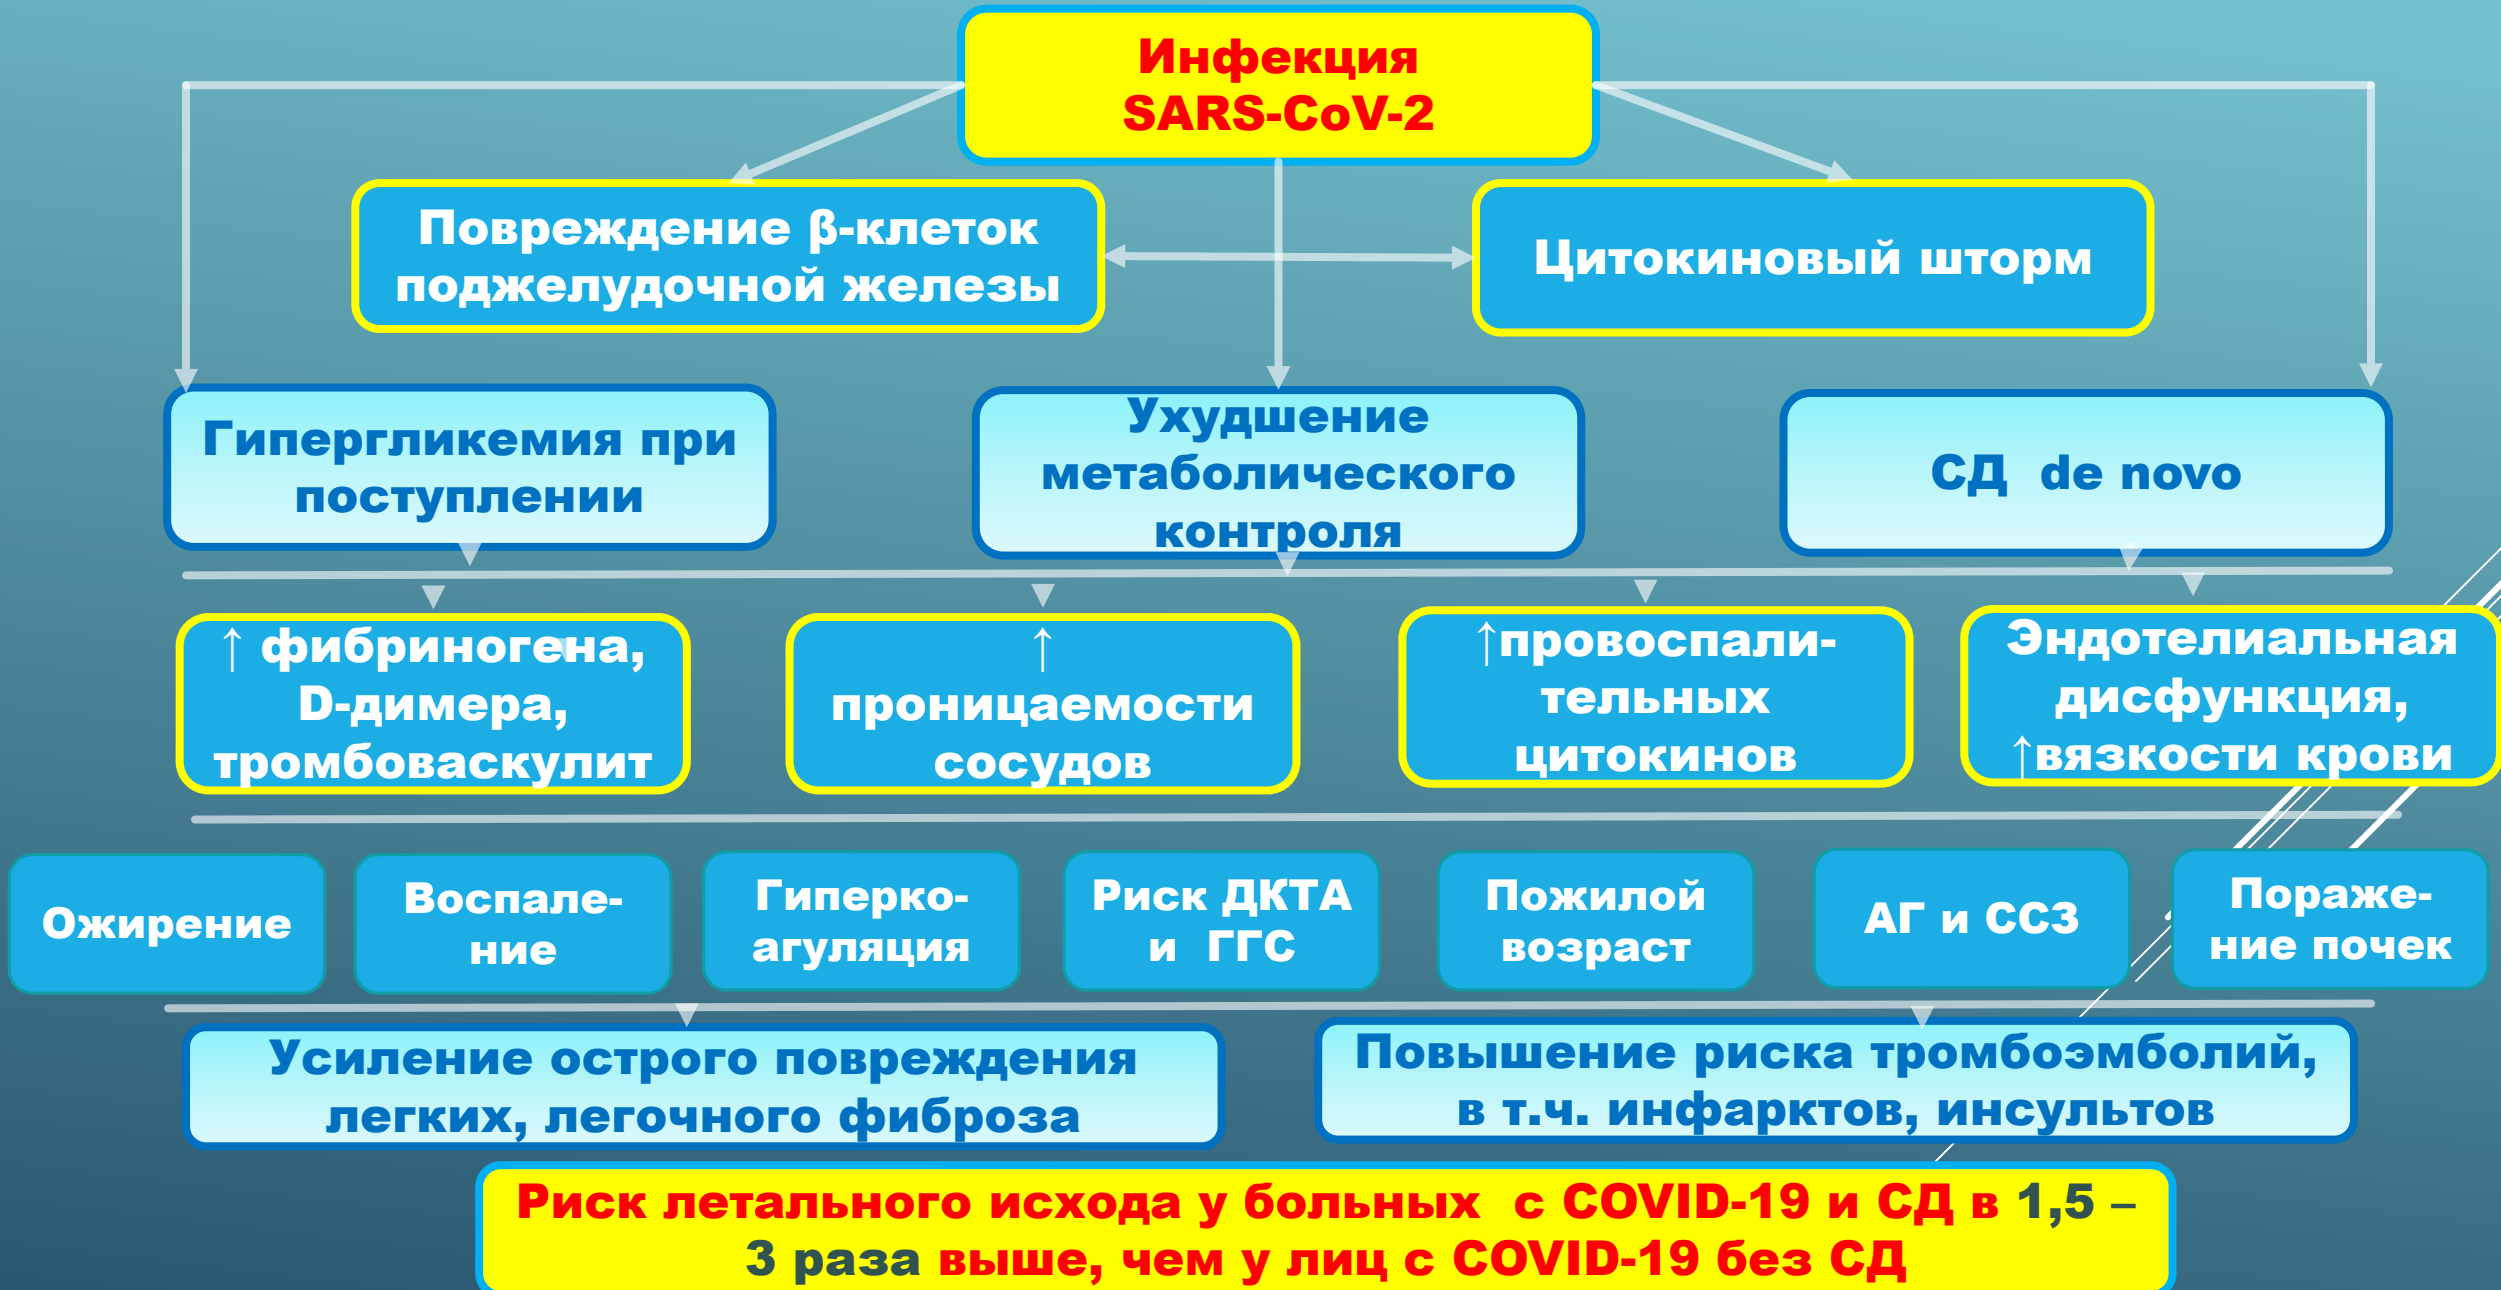 Инфекция
SARS-CoV-2
Повреждение β-клеток
поджелудочной железы
Цитокиновый шторм
Гипергликемия при
поступлении
Ухудшение
метаболического
контроля
СД de novo
↑ фибриногена,
D-димера,
тромбоваскулит
↑
проницаемости
сосудов
↑провоспали-
тельных
цитокинов
Эндотелиальная
дисфункция,
↑вязкости крови
Ожирение
Воспале-
ние
Гиперко-
агуляция
Риск ДКТА
и ГГС
Пожилой
возраст
АГ и ССЗ
Пораже-
ние почек
Усиление острого повреждения
легких, легочного фиброза
Повышение риска тромбоэмболий,
в т.ч. инфарктов, инсультов
Риск летального исхода у больных с COVID-19 и СД в 1,5 –
3 раза выше, чем у лиц с COVID-19 без СД